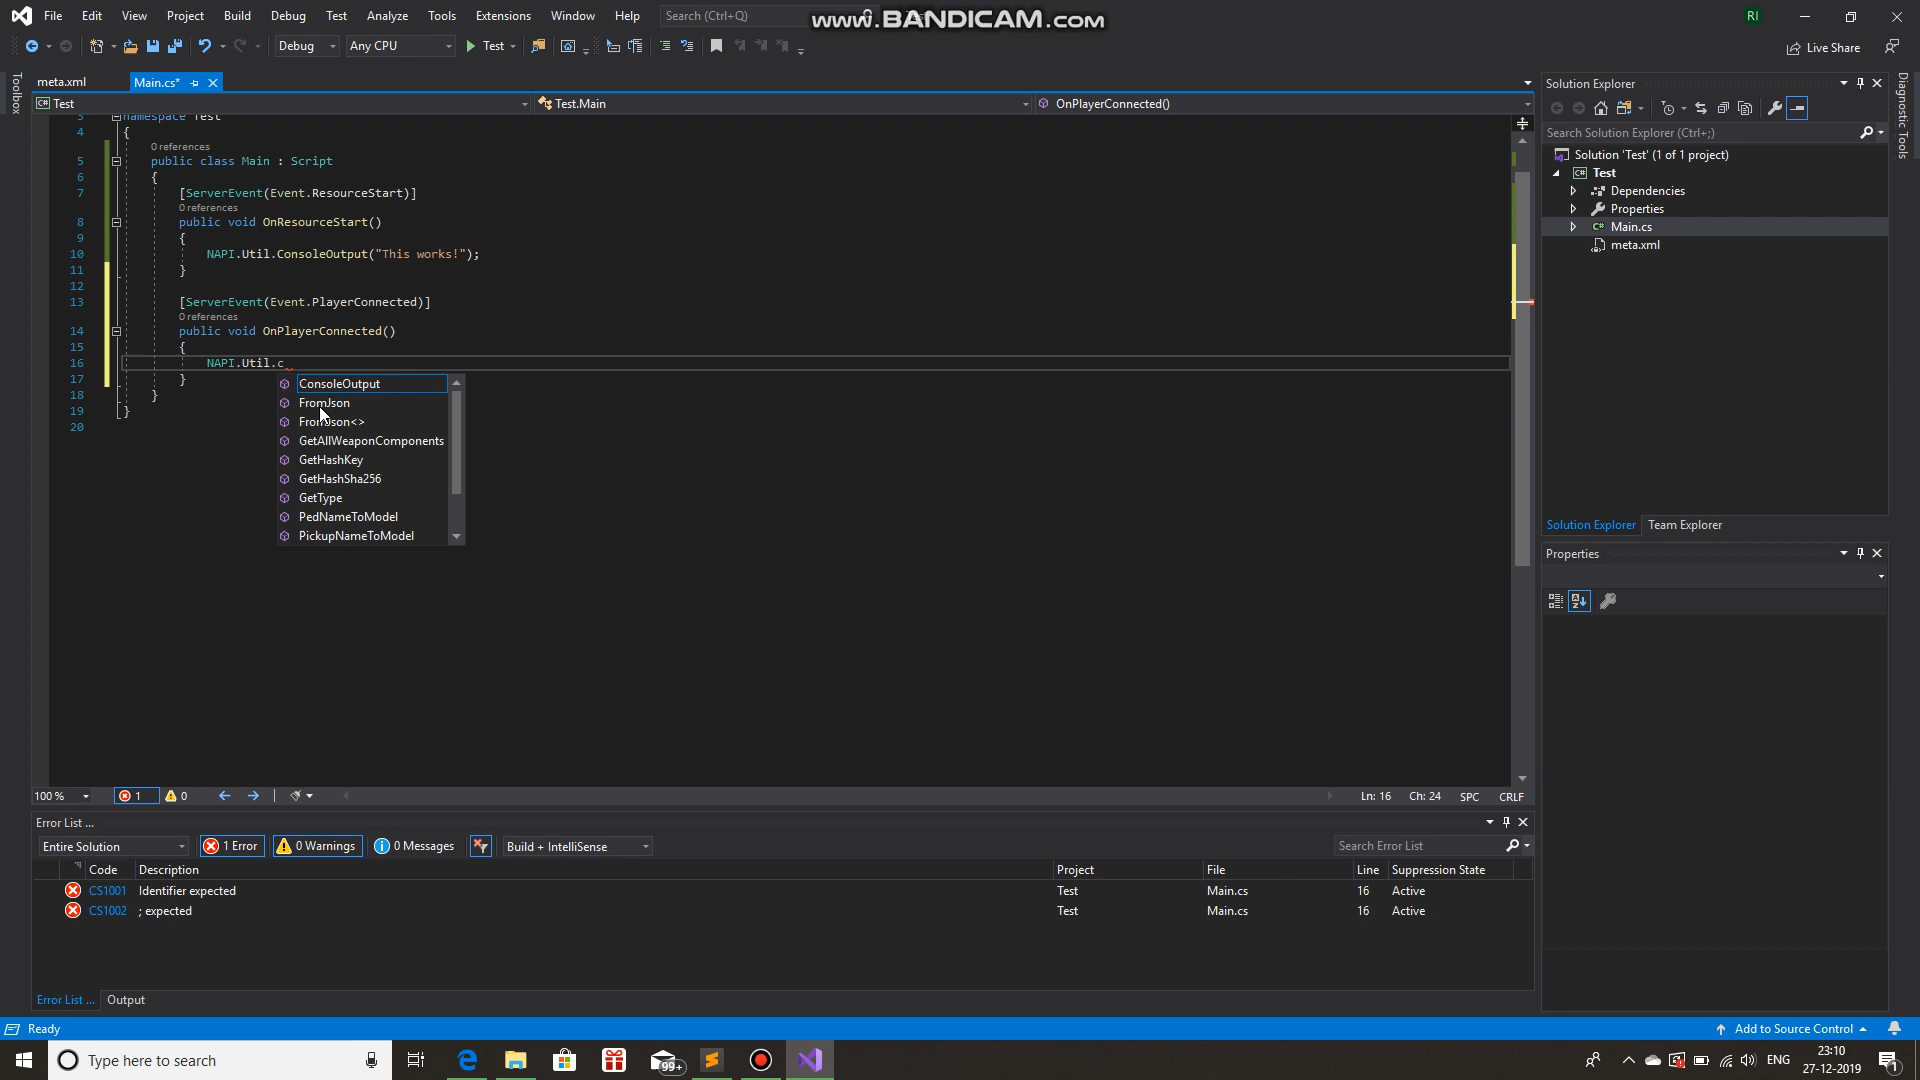 File Edit View Project Build Debug Test Analyze Tools Extensions Window Help Search (Ctrl+Q)
www.BANDICAM.com
RI
Debug Any CPU Test Live Share
Toolbox
meta.xml Main.cs*
C# Test Test.Main OnPlayerConnected()
3 namespace Test
4 {
0 references
5 public class Main : Script
6 {
7 [ServerEvent(Event.ResourceStart)]
0 references
8 public void OnResourceStart()
9 {
10 NAPI.Util.ConsoleOutput("This works!");
11 }
12
13 [ServerEvent(Event.PlayerConnected)]
0 references
14 public void OnPlayerConnected()
15 {
16 NAPI.Util.c
17 }
18 }
19 }
20
ConsoleOutput
FromJson
FromJson<>
GetAllWeaponComponents
GetHashKey
GetHashSha256
GetType
PedNameToModel
PickupNameToModel
100 % 1 0 Ln: 16 Ch: 24 SPC CRLF
Error List ...
Entire Solution 1 Error 0 Warnings 0 Messages Build + IntelliSense Search Error List
Code Description Project File Line Suppression State
CS1001 Identifier expected Test Main.cs 16 Active
CS1002 ; expected Test Main.cs 16 Active
Error List ... Output
Solution Explorer
Search Solution Explorer (Ctrl+;)
Solution 'Test' (1 of 1 project)
C# Test
Dependencies
Properties
C# Main.cs
meta.xml
Solution Explorer Team Explorer
Properties
Diagnostic Tools
Ready Add to Source Control
Type here to search 99+ ENG 23:10
27-12-2019
1